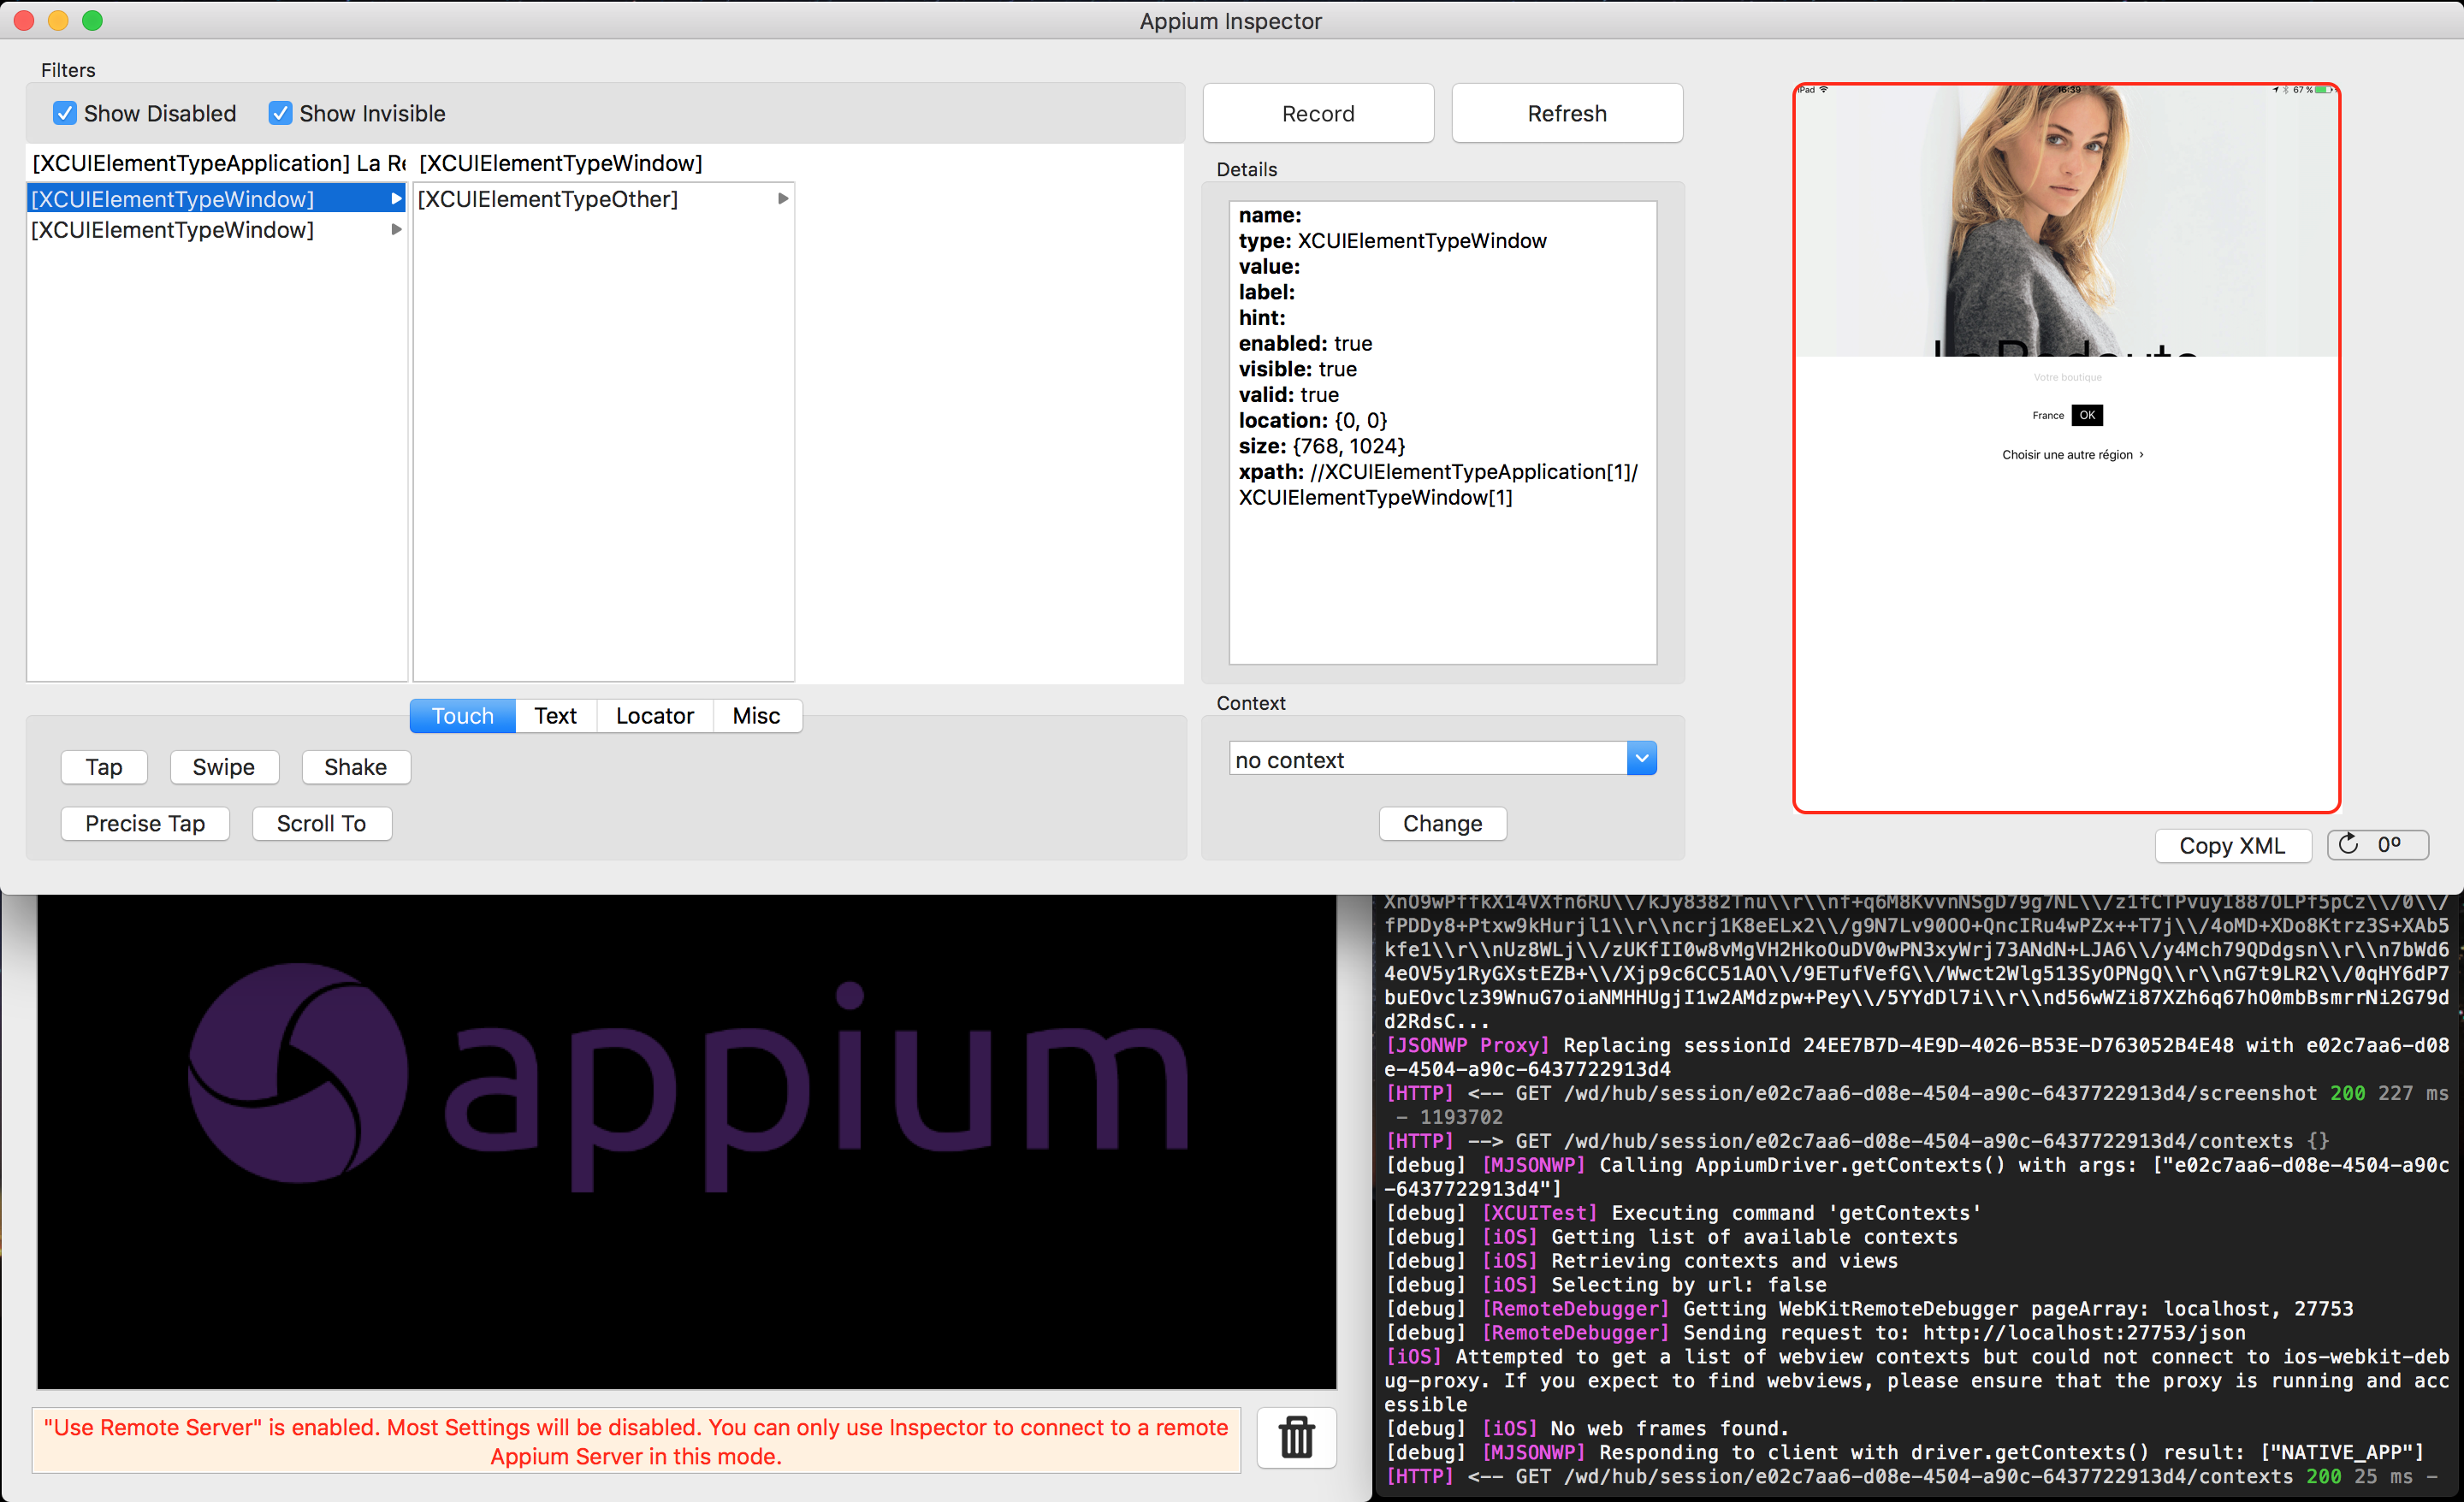 Appium Inspector
Filters
Show Disabled
Show Invisible
[XCUIElementTypeApplication] La Re
[XCUIElementTypeWindow]
[XCUIElementTypeWindow]
[XCUIElementTypeOther]
[XCUIElementTypeWindow]
Touch
Text
Locator
Misc
Tap
Swipe
Shake
Precise Tap
Scroll To
Record
Refresh
Details
name:
type: XCUIElementTypeWindow
value:
label:
hint:
enabled: true
visible: true
valid: true
location: {0, 0}
size: {768, 1024}
xpath: //XCUIElementTypeApplication[1]/
XCUIElementTypeWindow[1]
Context
no context
Change
iPad
16:39
67 %
La Redoute
Votre boutique
France
OK
Choisir une autre région ›
Copy XML
0º
appium
"Use Remote Server" is enabled. Most Settings will be disabled. You can only use Inspector to connect to a remote
Appium Server in this mode.
XnO9wPffkX14VXfn6RU\\/kJy8382Tnu\\r\\nf+q6M8KvvnNSgD79g7NL\\/z1fCTPvuyI887OLPf5pCz\\/0\\/
fPDDy8+Ptxw9kHurjl1\\r\\ncrj1K8eELx2\\/g9N7Lv90OO+QncIRu4wPZx++T7j\\/4oMD+XDo8Ktrz3S+XAb5
kfe1\\r\\nUz8WLj\\/zUKfII0w8vMgVH2HkoOuDV0wPN3xyWrj73ANdN+LJA6\\/y4Mch79QDdgsn\\r\\n7bWd6
4eOV5y1RyGXstEZB+\\/Xjp9c6CC51AO\\/9ETufVefG\\/Wwct2Wlg513SyOPNgQ\\r\\nG7t9LR2\\/0qHY6dP7
buEOvclz39WnuG7oiaNMHHUgjI1w2AMdzpw+Pey\\/5YYdDl7i\\r\\nd56wWZi87XZh6q67hO0mbBsmrrNi2G79d
d2RdsC...
[JSONWP Proxy] Replacing sessionId 24EE7B7D-4E9D-4026-B53E-D763052B4E48 with e02c7aa6-d08
e-4504-a90c-6437722913d4
[HTTP] <-- GET /wd/hub/session/e02c7aa6-d08e-4504-a90c-6437722913d4/screenshot 200 227 ms
- 1193702
[HTTP] --> GET /wd/hub/session/e02c7aa6-d08e-4504-a90c-6437722913d4/contexts {}
[debug] [MJSONWP] Calling AppiumDriver.getContexts() with args: ["e02c7aa6-d08e-4504-a90c
-6437722913d4"]
[debug] [XCUITest] Executing command 'getContexts'
[debug] [iOS] Getting list of available contexts
[debug] [iOS] Retrieving contexts and views
[debug] [iOS] Selecting by url: false
[debug] [RemoteDebugger] Getting WebKitRemoteDebugger pageArray: localhost, 27753
[debug] [RemoteDebugger] Sending request to: http://localhost:27753/json
[iOS] Attempted to get a list of webview contexts but could not connect to ios-webkit-deb
ug-proxy. If you expect to find webviews, please ensure that the proxy is running and acc
essible
[debug] [iOS] No web frames found.
[debug] [MJSONWP] Responding to client with driver.getContexts() result: ["NATIVE_APP"]
[HTTP] <-- GET /wd/hub/session/e02c7aa6-d08e-4504-a90c-6437722913d4/contexts 200 25 ms -